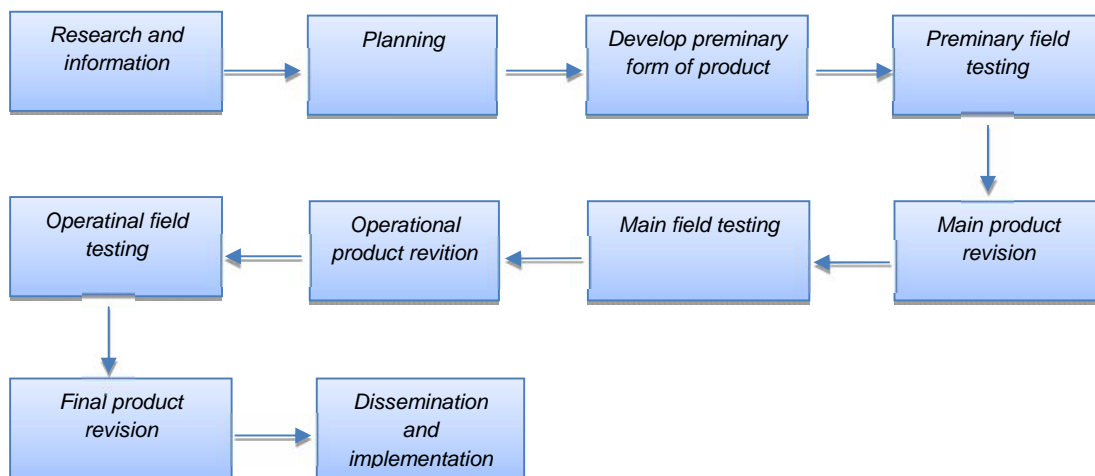 Research and
information
Planning
Develop preminary
form of product
Preminary field
testing
Main product
revision
Main field testing
Operational
product revition
Operatinal field
testing
Final product
revision
Dissemination
and
implementation